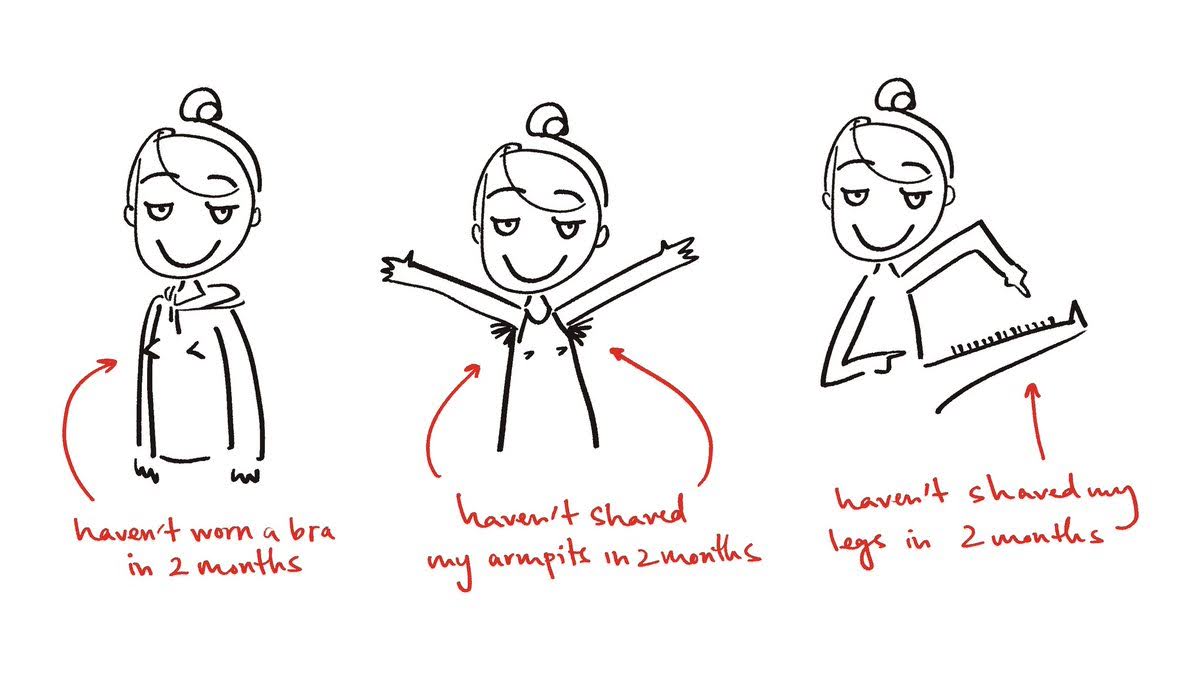 haven't worn a bra
in 2 months
haven't shaved
my armpits in 2 months
haven't shaved my
legs in 2 months